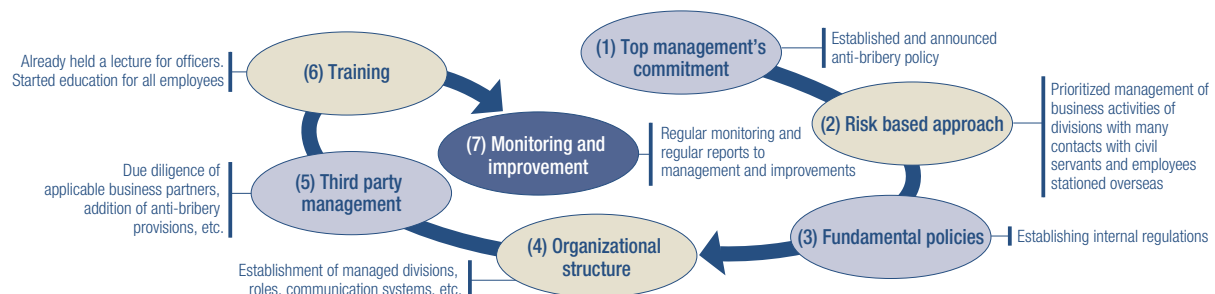 (1) Top management's
commitment
Established and announced
anti-bribery policy
(2) Risk based approach
Prioritized management of
business activities of
divisions with many
contacts with civil
servants and employees
stationed overseas
(3) Fundamental policies
Establishing internal regulations
(4) Organizational
structure
Establishment of managed divisions,
roles, communication systems, etc.
(5) Third party
management
Due diligence of
applicable business partners,
addition of anti-bribery
provisions, etc.
(6) Training
Already held a lecture for officers.
Started education for all employees
(7) Monitoring and
improvement
Regular monitoring and
regular reports to
management and improvements